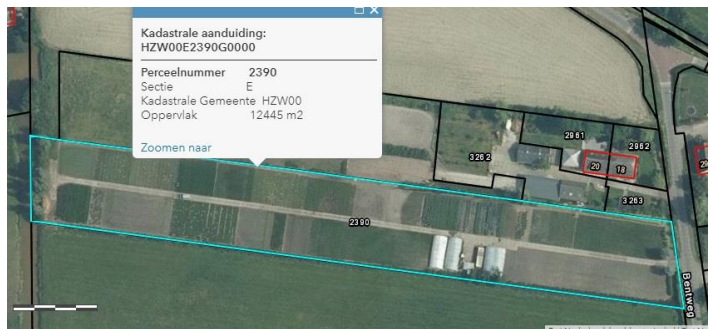 Kadastrale aanduiding:
HZW00E2390G0000
Perceelnummer 2390
Sectie E
Kadastrale Gemeente HZW00
Oppervlak 12445 m2
Zoomen naar
2961
2962
3262
20
18
3263
2390
Bentweg